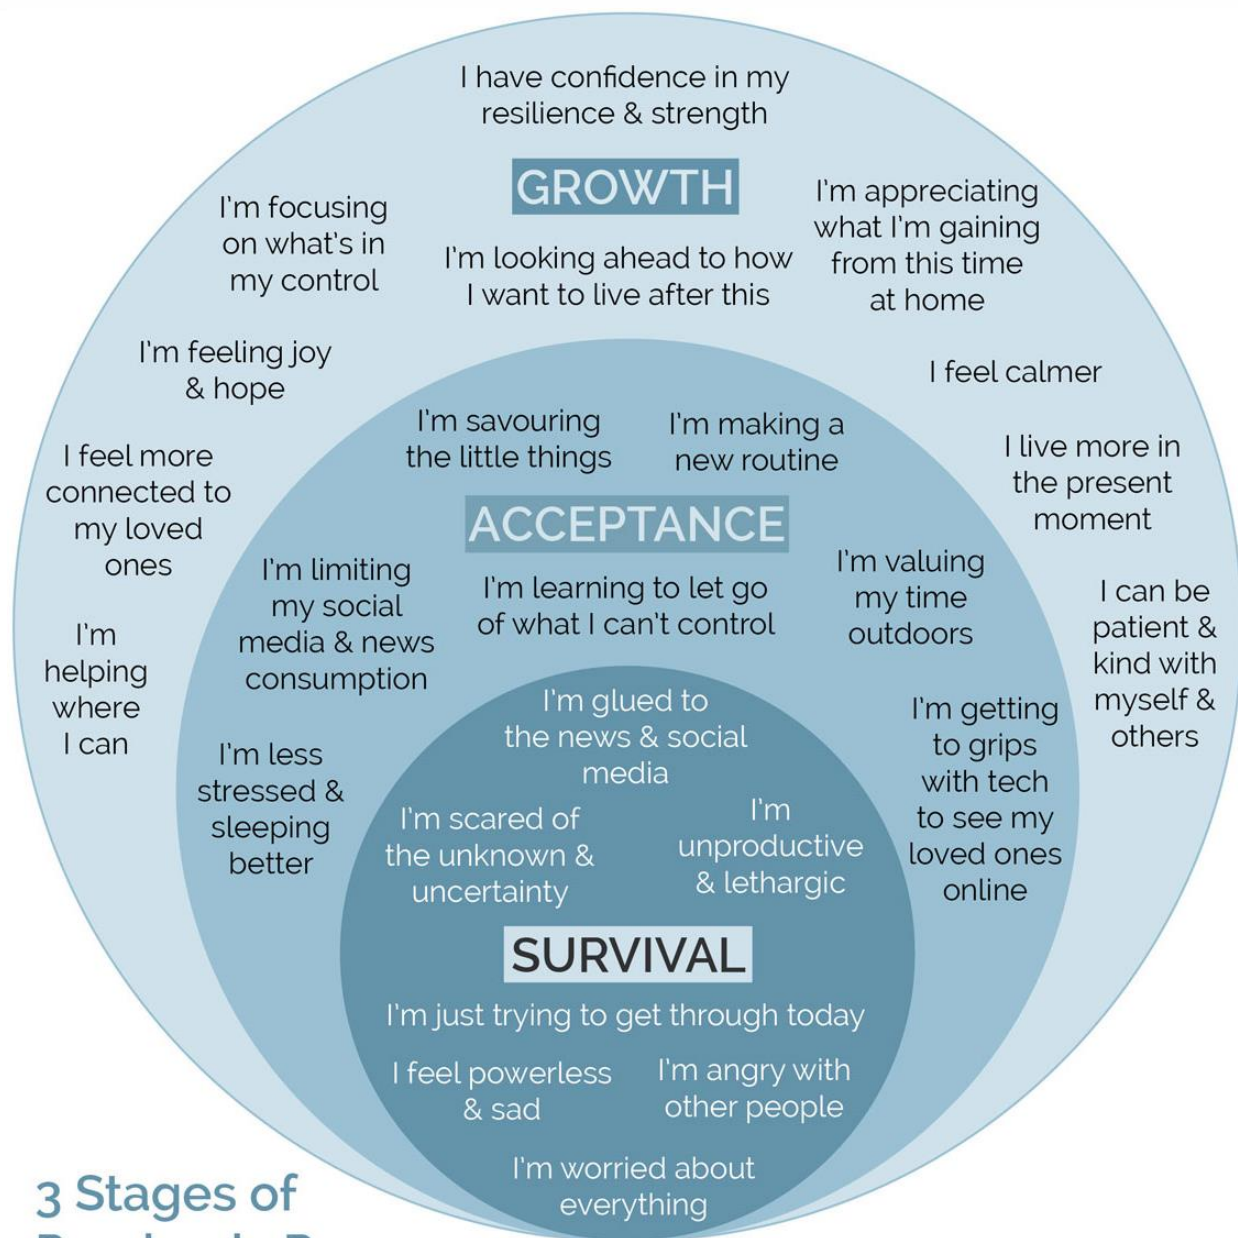 I have confidence in my
resilience & strength
GROWTH
I'm focusing
on what's in
my control
I'm looking ahead to how
I want to live after this
I'm appreciating
what I'm gaining
from this time
at home
I'm feeling joy
& hope
I feel calmer
I feel more
connected to
my loved
ones
I live more in
the present
moment
I'm
helping
where
I can
I can be
patient &
kind with
myself &
others
I'm savouring
the little things
I'm making a
new routine
ACCEPTANCE
I'm limiting
my social
media & news
consumption
I'm learning to let go
of what I can't control
I'm valuing
my time
outdoors
I'm less
stressed &
sleeping
better
I'm getting
to grips
with tech
to see my
loved ones
online
I'm glued to
the news & social
media
I'm scared of
the unknown &
uncertainty
I'm
unproductive
& lethargic
SURVIVAL
I'm just trying to get through today
I feel powerless
& sad
I'm angry with
other people
I'm worried about
everything
3 Stages of